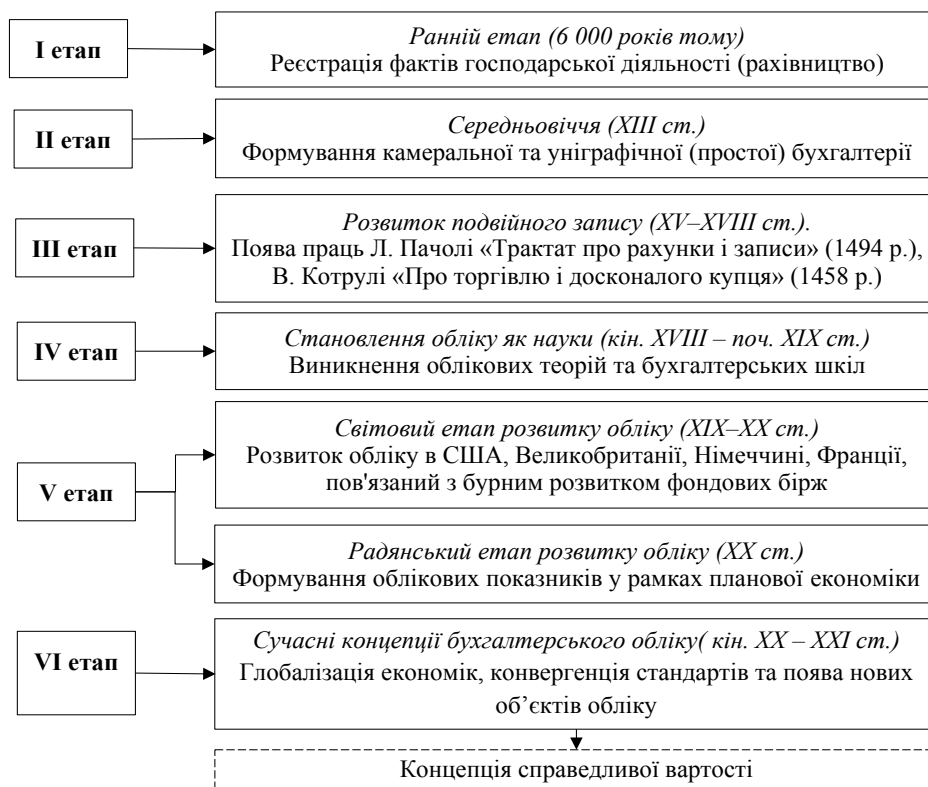 І етап
Ранній етап (6 000 років тому)
Реєстрація фактів господарської діяльності (рахівництво)
ІІ етап
Середньовіччя (ХІІІ ст.)
Формування камеральної та уніграфічної (простої) бухгалтерії
ІІІ етап
Розвиток подвійного запису (XV–XVIII ст.).
Поява праць Л. Пачолі «Трактат про рахунки і записи» (1494 р.),
В. Котрулі «Про торгівлю і досконалого купця» (1458 р.)
IV етап
Становлення обліку як науки (кін. XVIII – поч. XIX ст.)
Виникнення облікових теорій та бухгалтерських шкіл
V етап
Світовий етап розвитку обліку (XIX–XX ст.)
Розвиток обліку в США, Великобританії, Німеччині, Франції,
пов'язаний з бурним розвитком фондових бірж
Радянський етап розвитку обліку (XX ст.)
Формування облікових показників у рамках планової економіки
VI етап
Сучасні концепції бухгалтерського обліку( кін. XX – XXI ст.)
Глобалізація економік, конвергенція стандартів та поява нових
об’єктів обліку
Концепція справедливої вартості